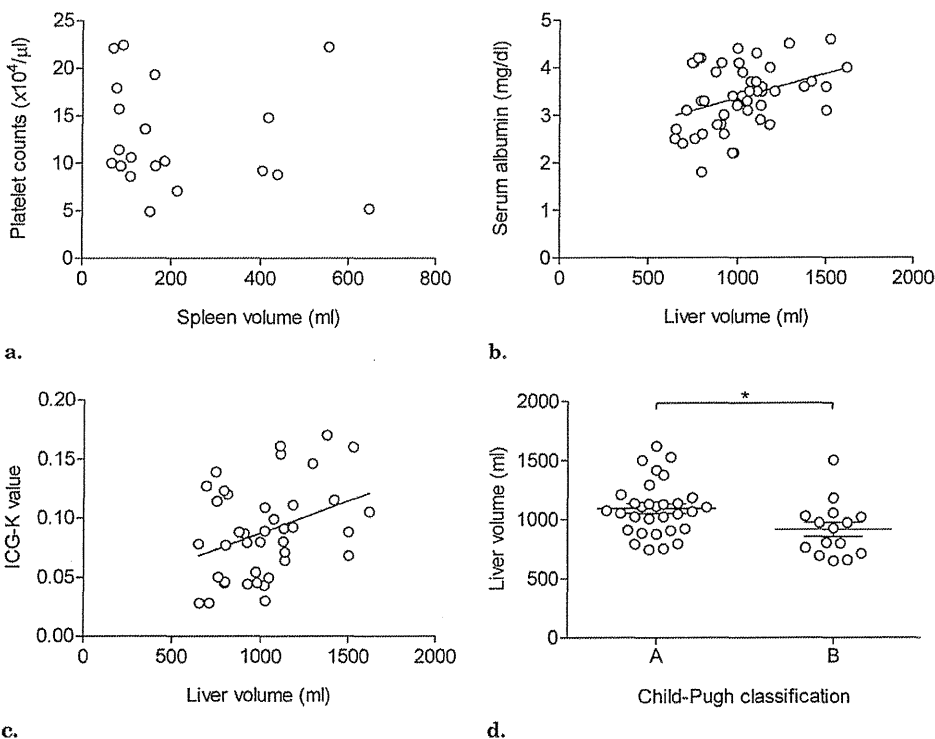 25
20
15
10
5
0
0 200 400 600 800
Platelet counts (x10⁴/μl)
Spleen volume (ml)
a.
5
4
3
2
1
0
0 500 1000 1500 2000
Serum albumin (mg/dl)
Liver volume (ml)
b.
0.20
0.15
0.10
0.05
0.00
0 500 1000 1500 2000
ICG-K value
Liver volume (ml)
c.
2000
1500
1000
500
0
*
A B
Liver volume (ml)
Child-Pugh classification
d.